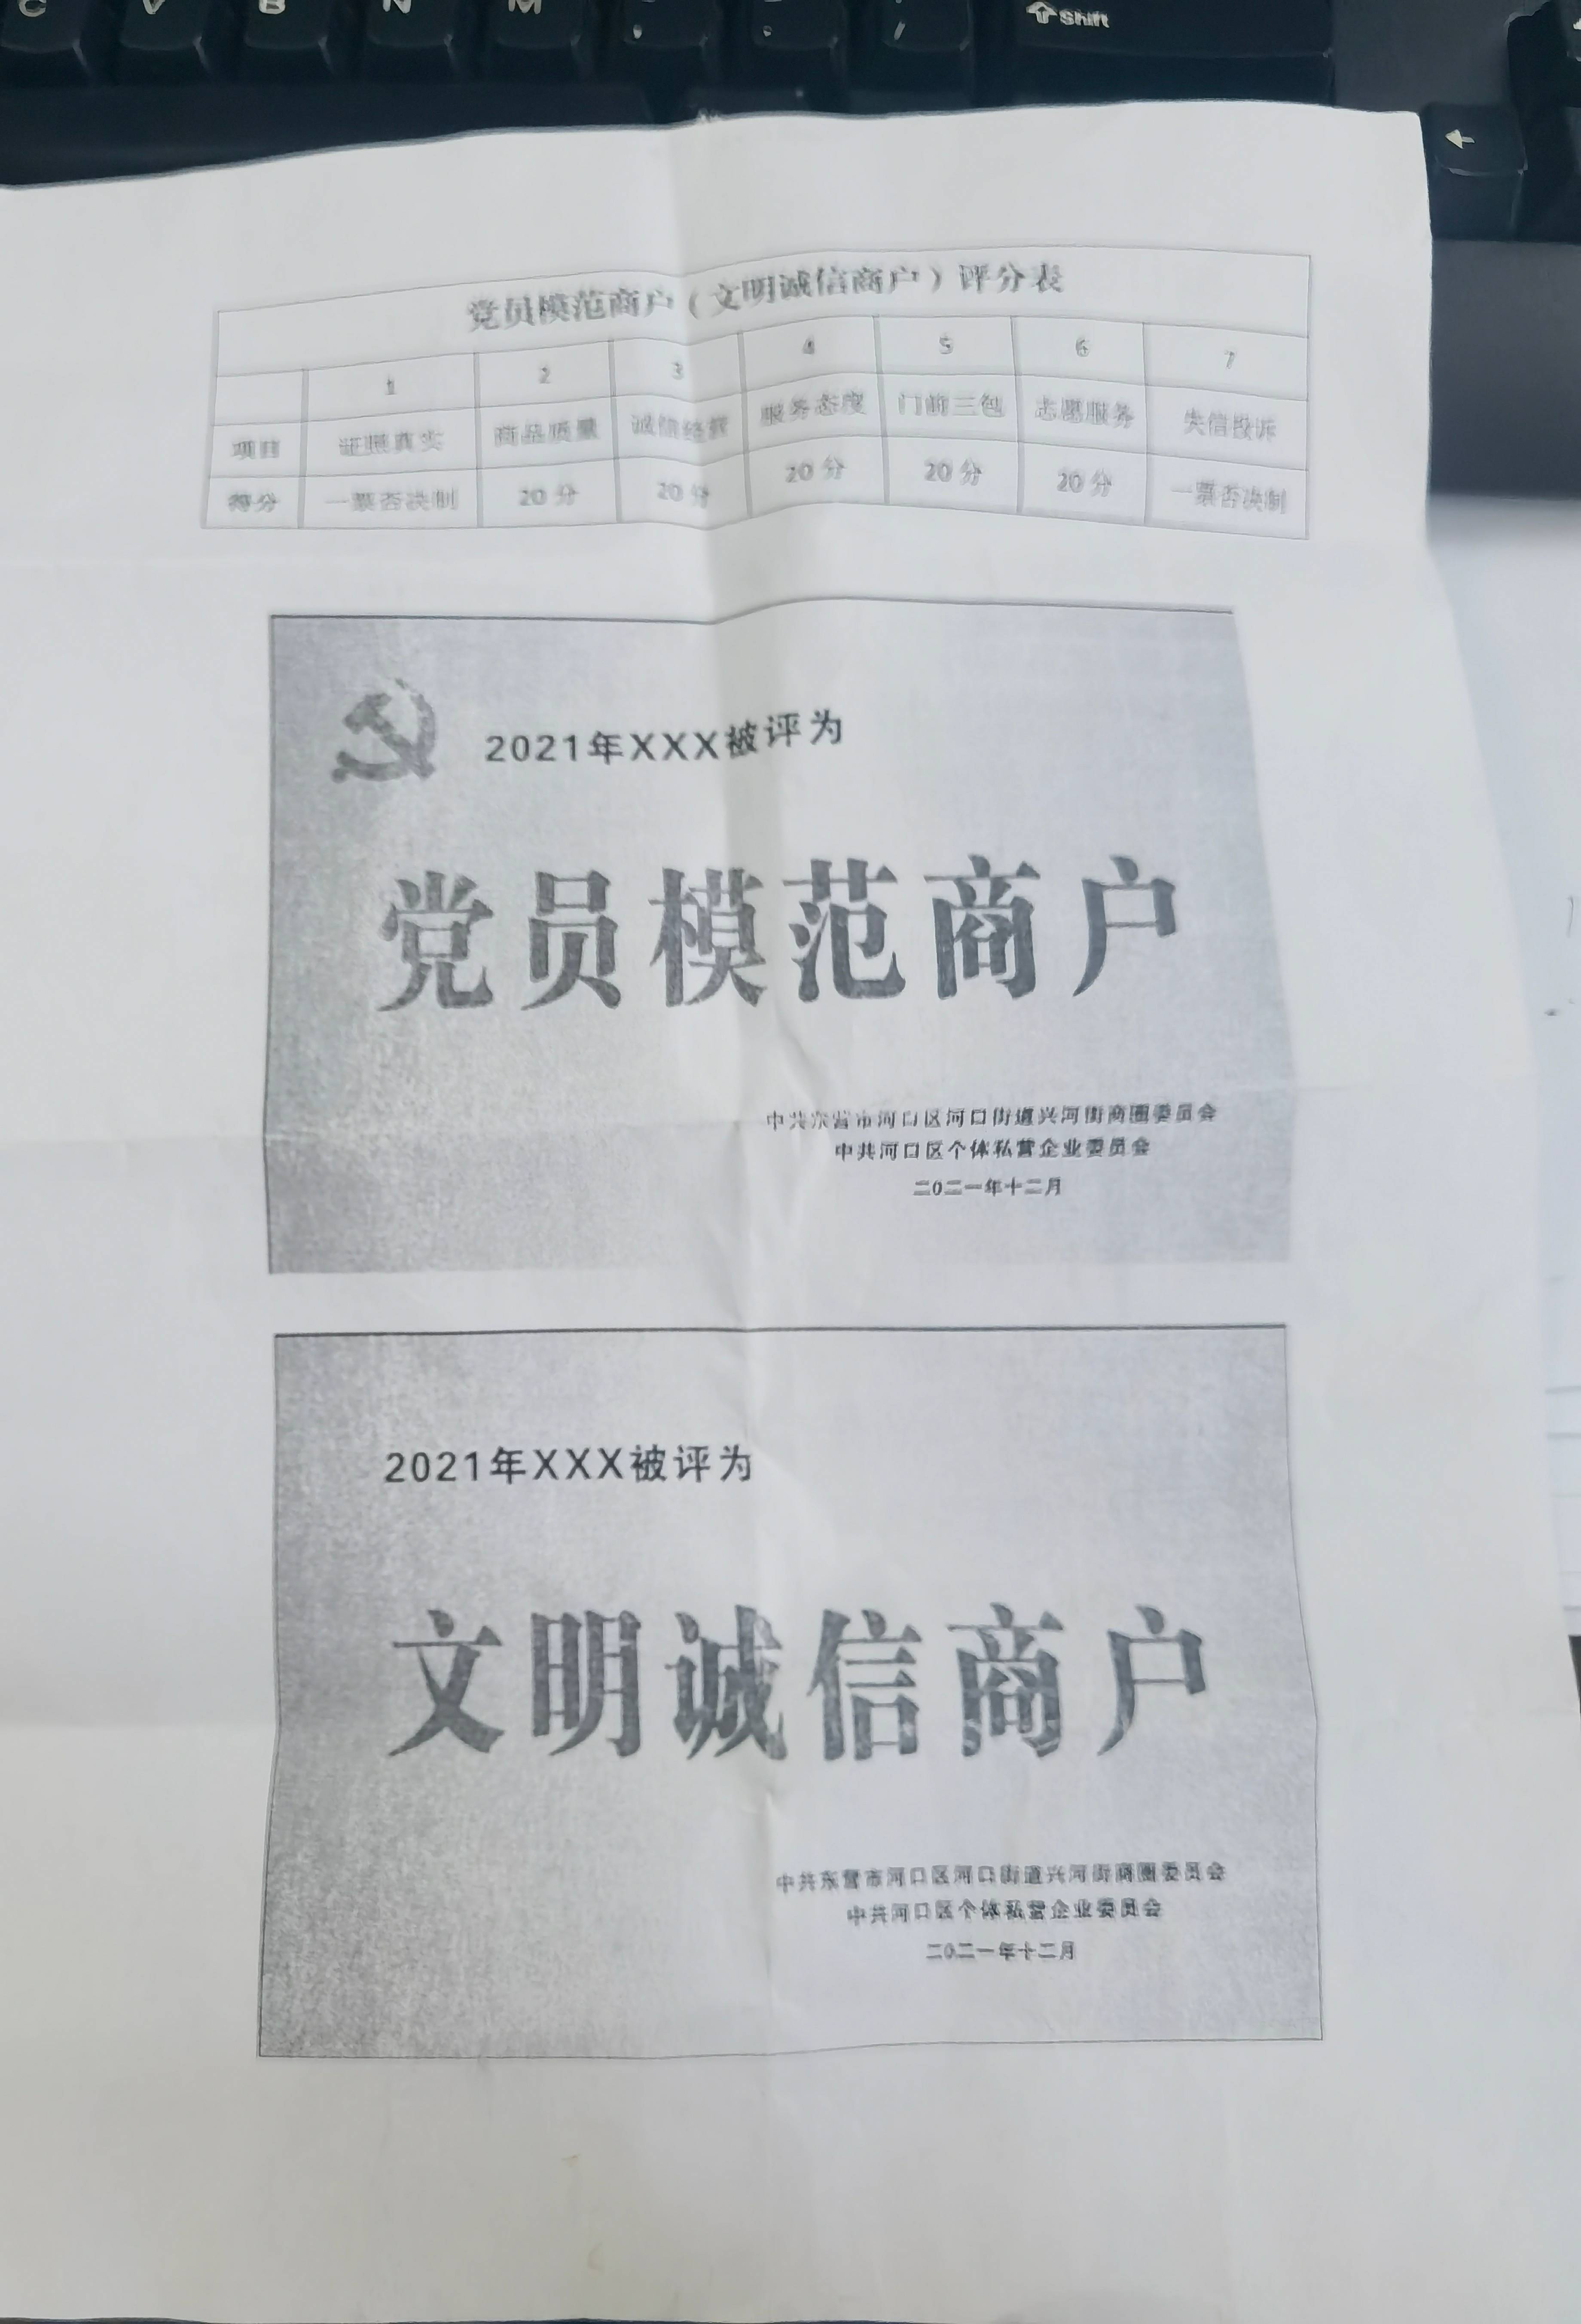 C V B N M , . / Shift
党员模范商户（文明诚信商户）评分表
1 2 3 4 5 6 7
项目 证照真实 商品质量 诚信经营 服务态度 门前三包 志愿服务 失信投诉
得分 一票否决制 20分 20分 20分 20分 20分 一票否决制
2021年XXX被评为
党员模范商户
中共东营市河口区河口街道兴河街商圈委员会
中共河口区个体私营企业委员会
二0二一年十二月
2021年XXX被评为
文明诚信商户
中共东营市河口区河口街道兴河街商圈委员会
中共河口区个体私营企业委员会
二0二一年十二月